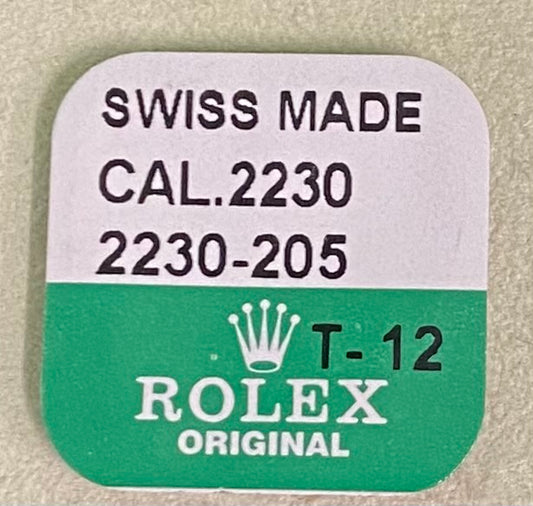 SWISS MADE
CAL.2230
2230-205
T-12
ROLEX
ORIGINAL